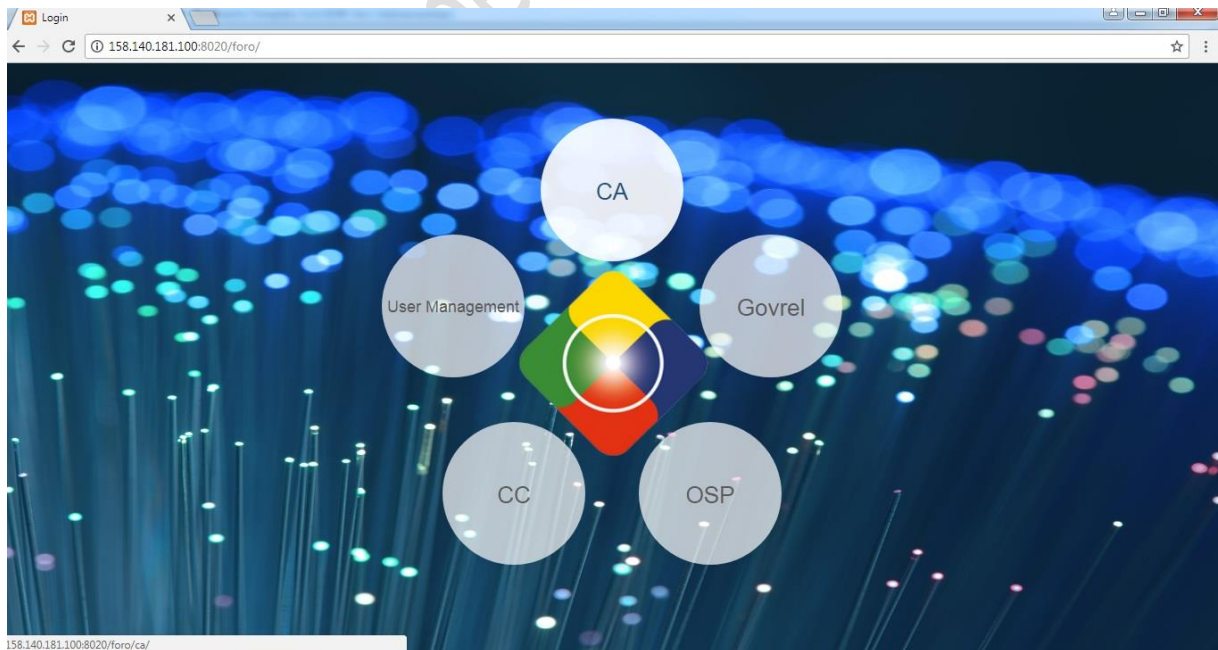 Login
158.140.181.100:8020/foro/
CA
User Management
Govrel
CC
OSP
158.140.181.100:8020/foro/ca/